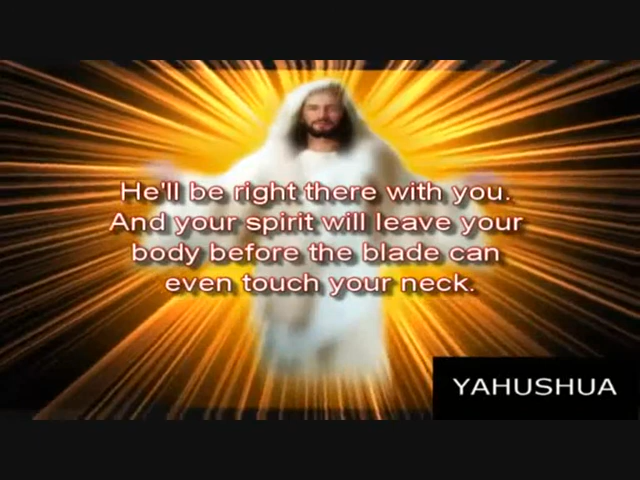 He'll be right there with you.
And your spirit will leave your
body before the blade can
even touch your neck.
YAHUSHUA